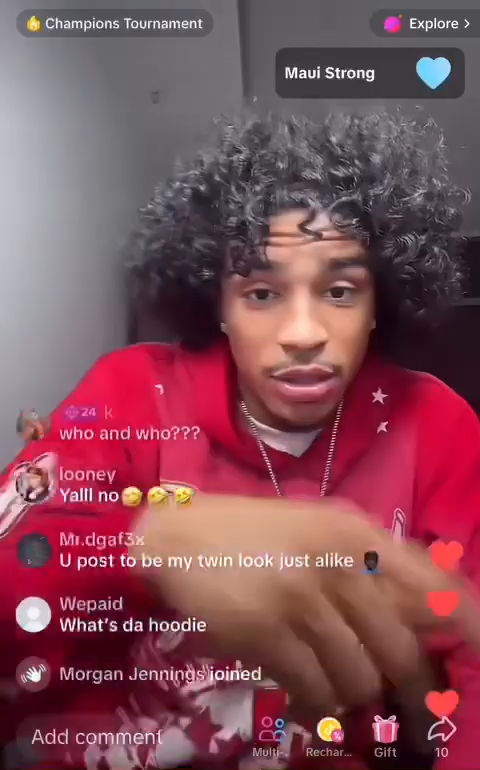 Champions Tournament
Explore >
Maui Strong
24 k
who and who???
looney
Yalll no🤣🤣🤣
Mr.dgaf3x
U post to be my twin look just alike
Wepaid
What's da hoodie
Morgan Jennings joined
Add comment
Multi-...
Rechar...
Gift
10